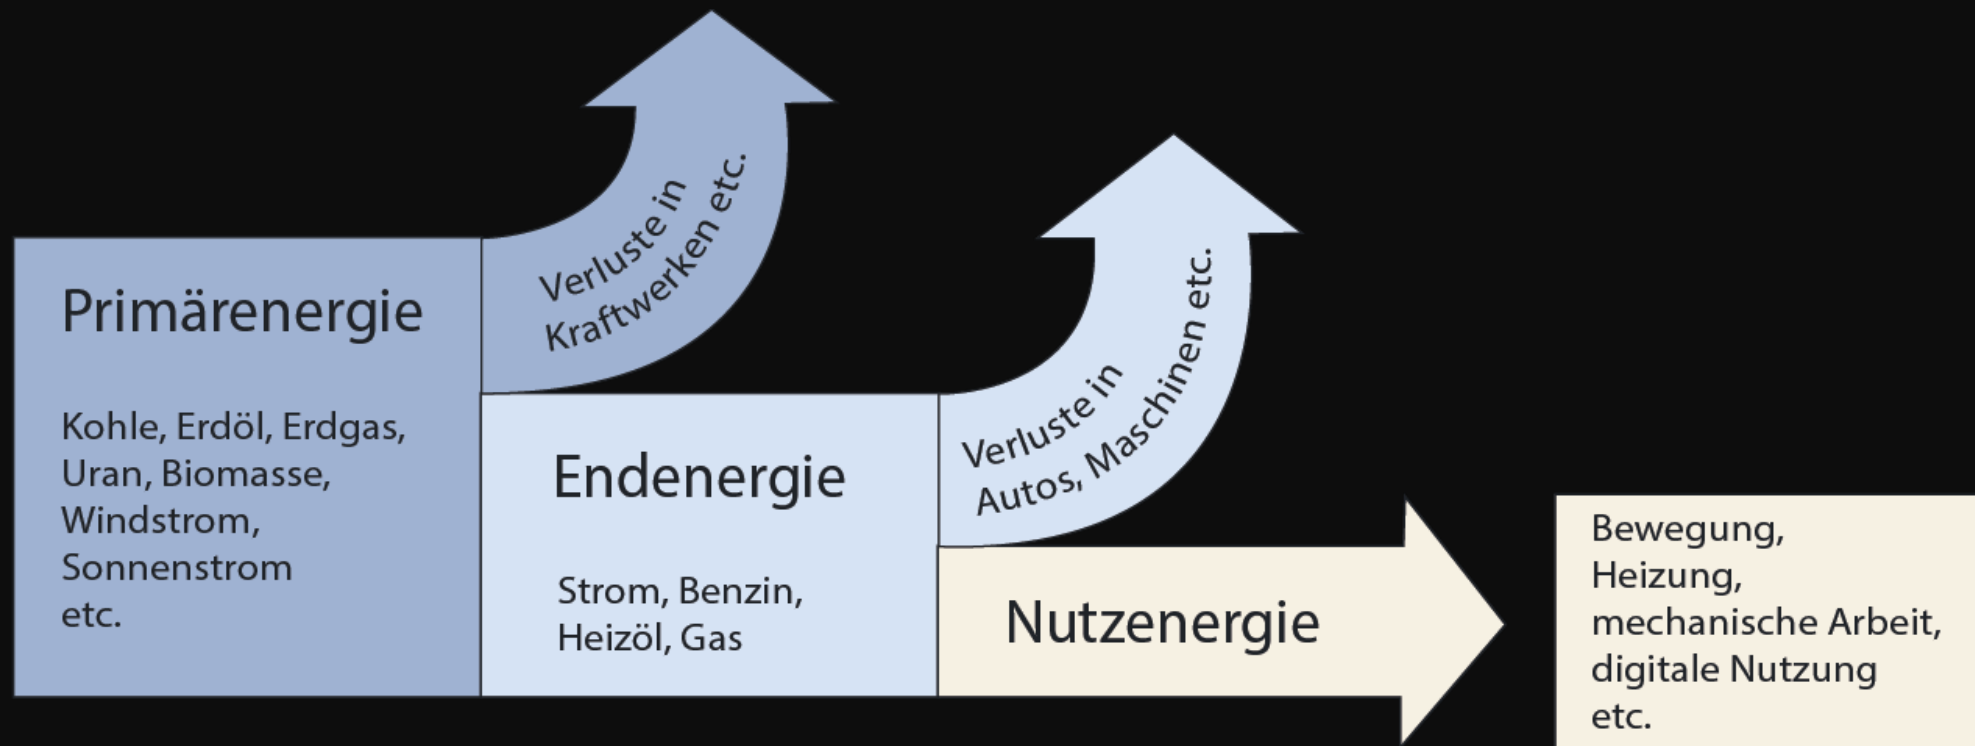 Primärenergie
Kohle, Erdöl, Erdgas,
Uran, Biomasse,
Windstrom,
Sonnenstrom
etc.
Verluste in
Kraftwerken etc.
Endenergie
Strom, Benzin,
Heizöl, Gas
Verluste in
Autos, Maschinen etc.
Nutzenergie
Bewegung,
Heizung,
mechanische Arbeit,
digitale Nutzung
etc.